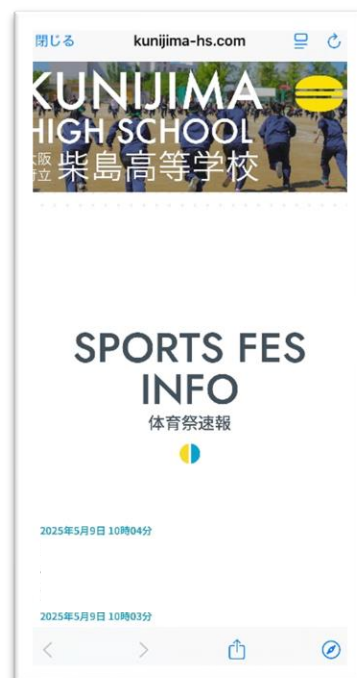 閉じる kunijima-hs.com
KUNIJIMA
HIGH SCHOOL
大阪府立 柴島高等学校
SPORTS FES
INFO
体育祭速報
2025年5月9日 10時04分
2025年5月9日 10時03分